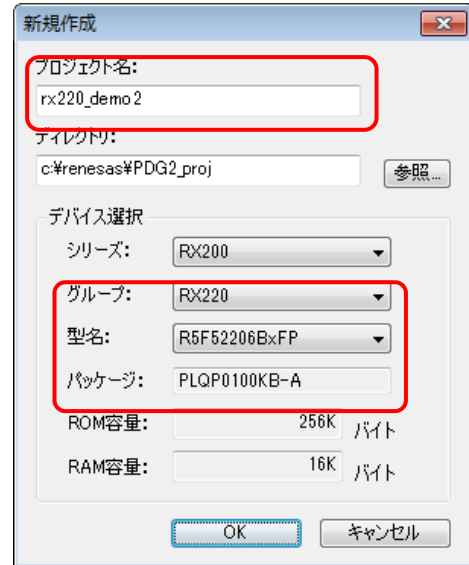 新規作成
プロジェクト名:
rx220_demo2
ディレクトリ:
c:¥renesas¥PDG2_proj
参照...
デバイス選択
シリーズ: RX200
グループ: RX220
型名: R5F52206BxFP
パッケージ: PLQP0100KB-A
ROM容量: 256K バイト
RAM容量: 16K バイト
OK キャンセル